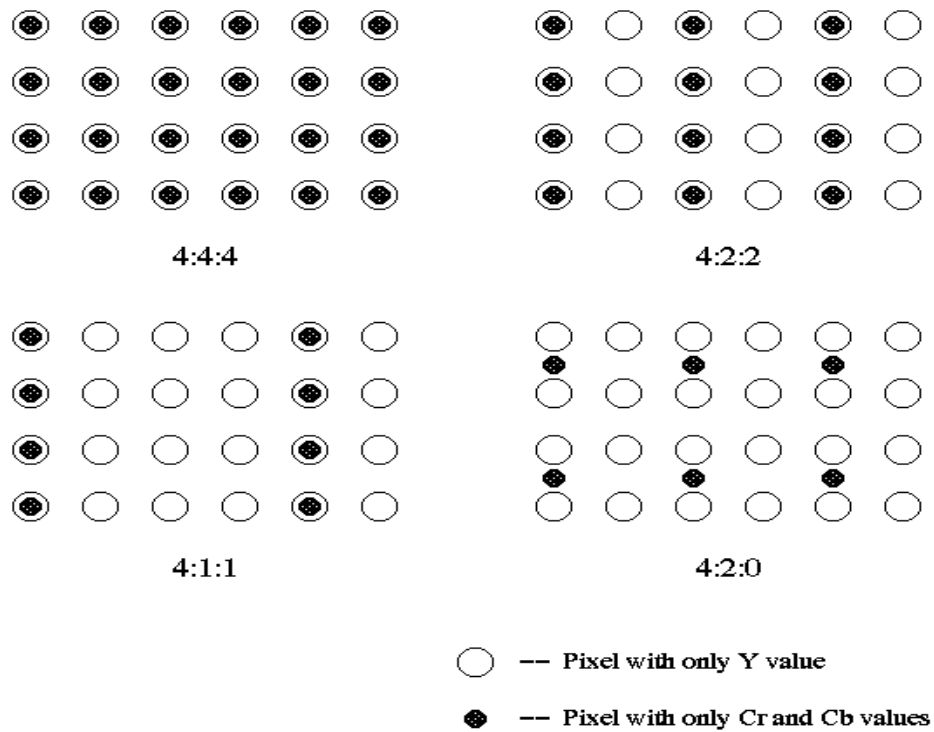 4:4:4
4:2:2
4:1:1
4:2:0
-- Pixel with only Y value
-- Pixel with only Cr and Cb values